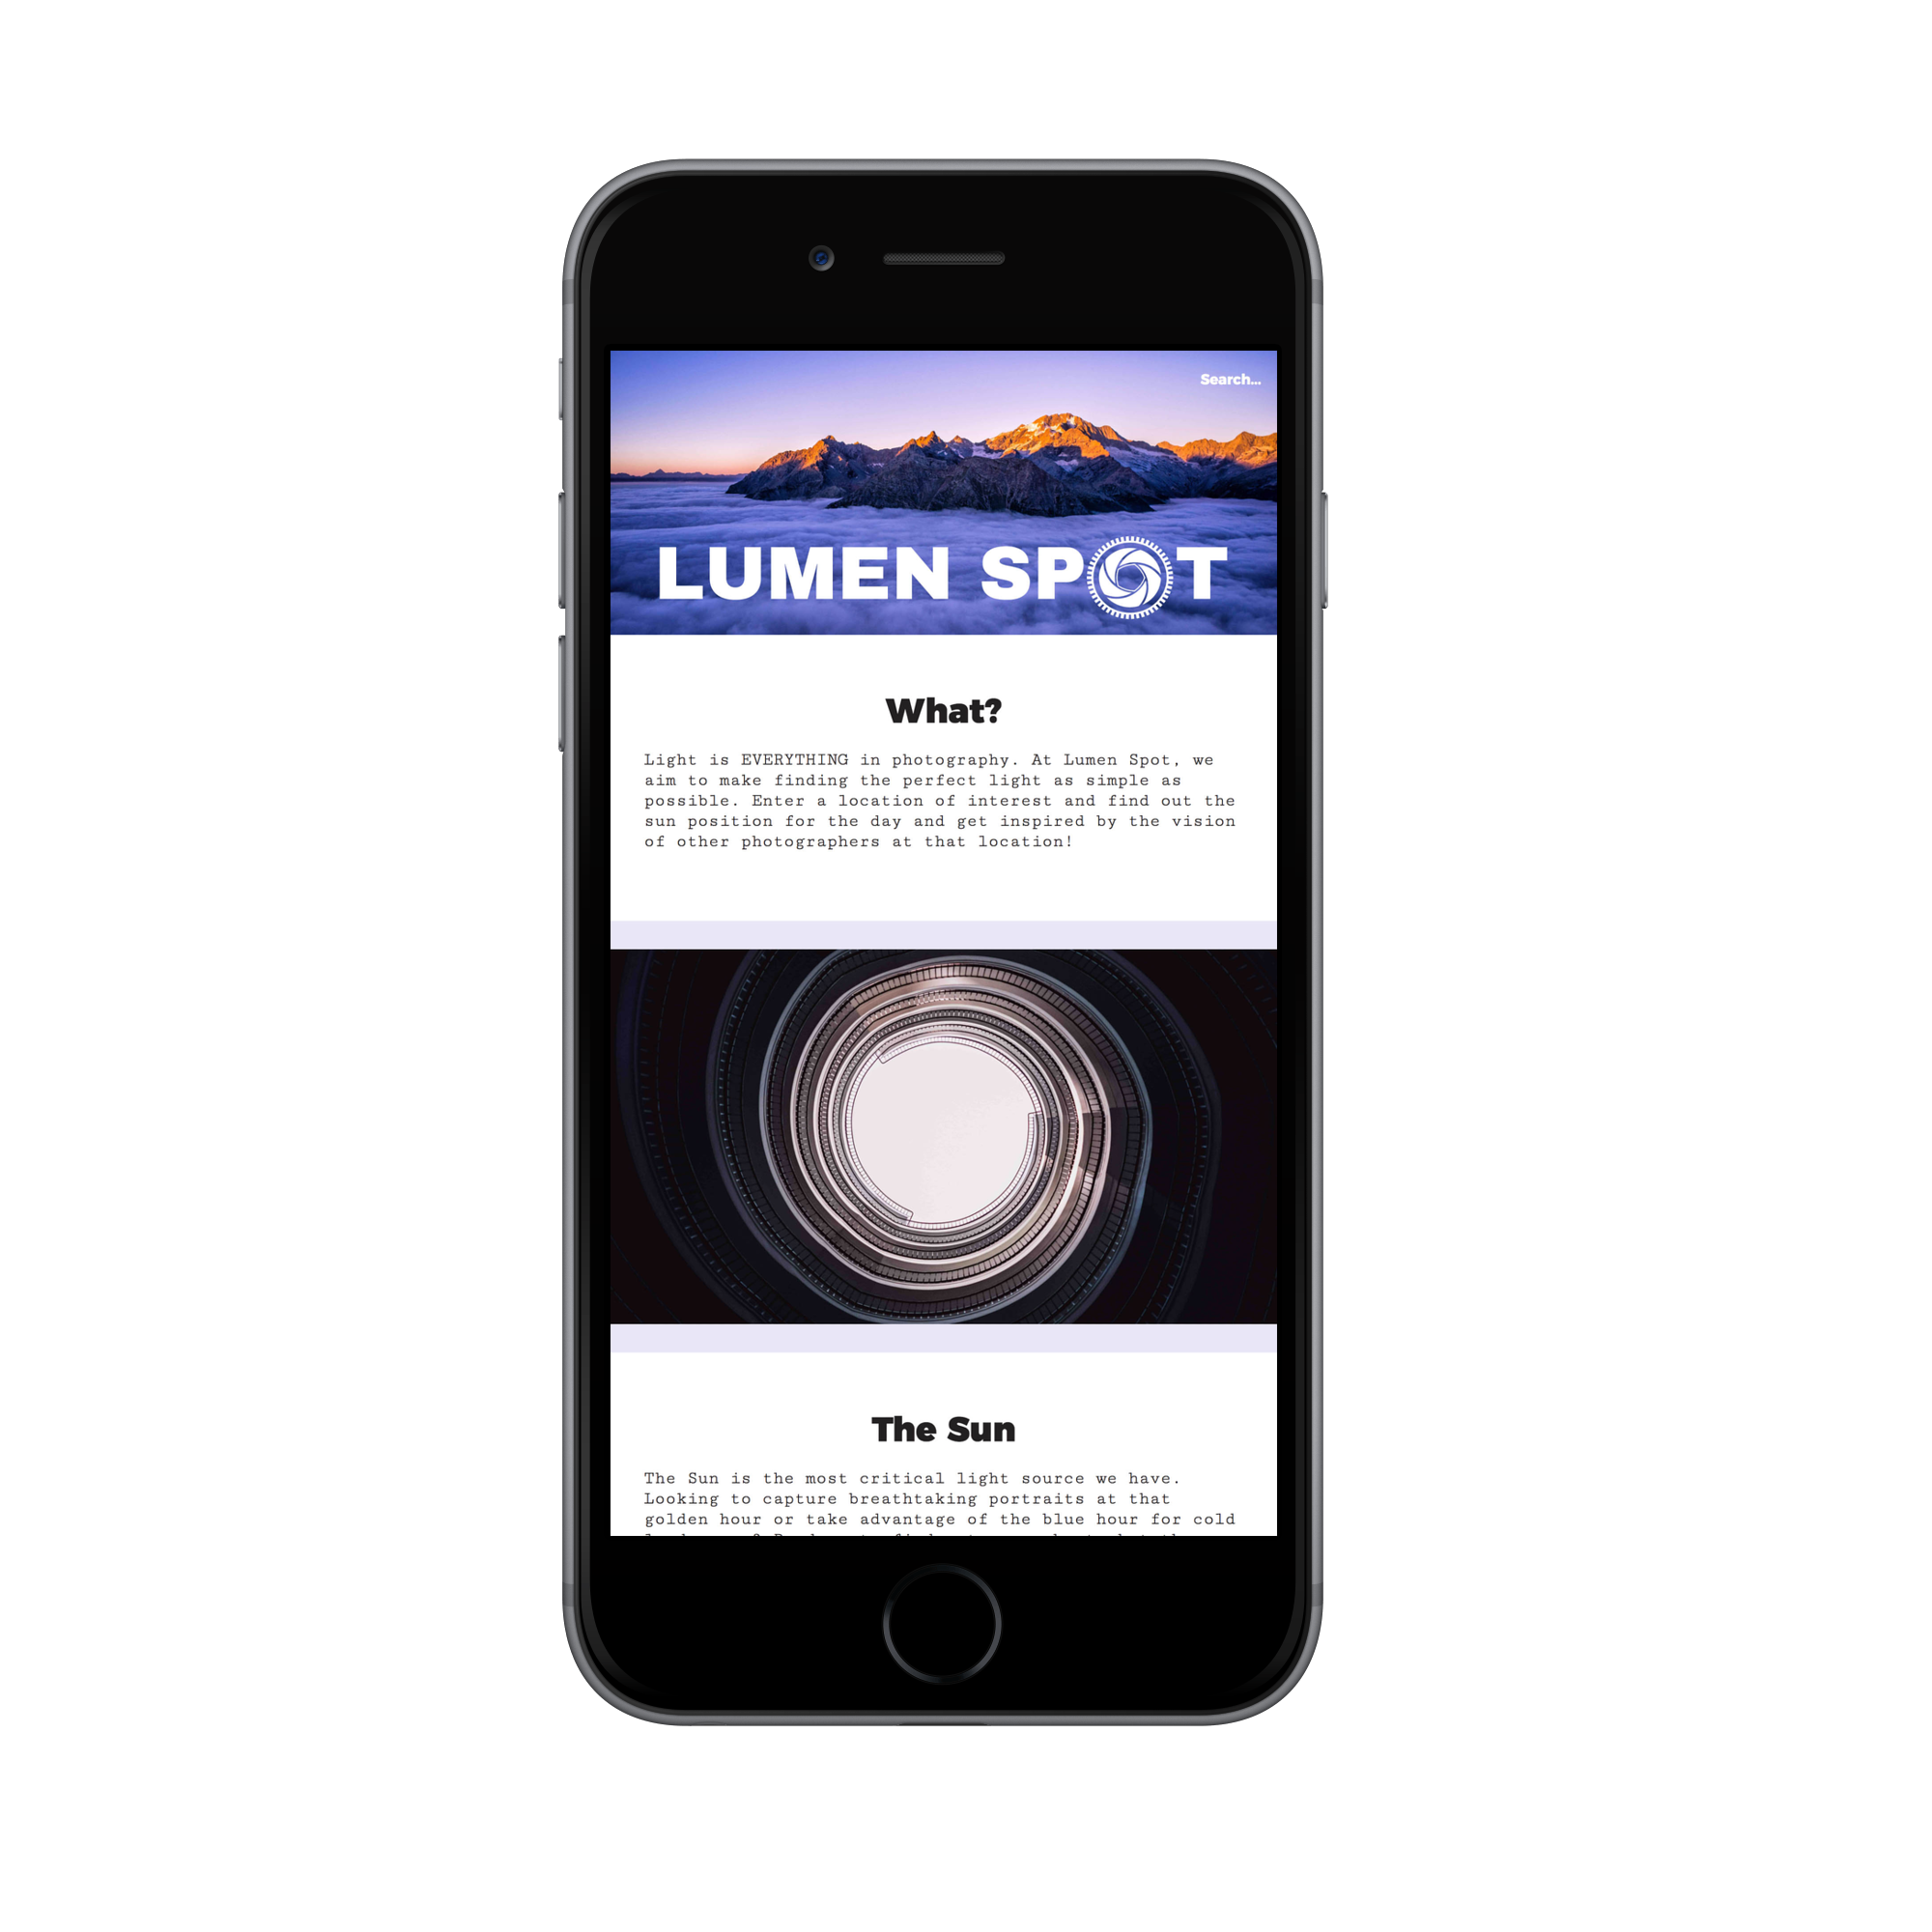 Search...
LUMEN SPOT
What?
Light is EVERYTHING in photography. At Lumen Spot, we
aim to make finding the perfect light as simple as
possible. Enter a location of interest and find out the
sun position for the day and get inspired by the vision
of other photographers at that location!
The Sun
The Sun is the most critical light source we have.
Looking to capture breathtaking portraits at that
golden hour or take advantage of the blue hour for cold